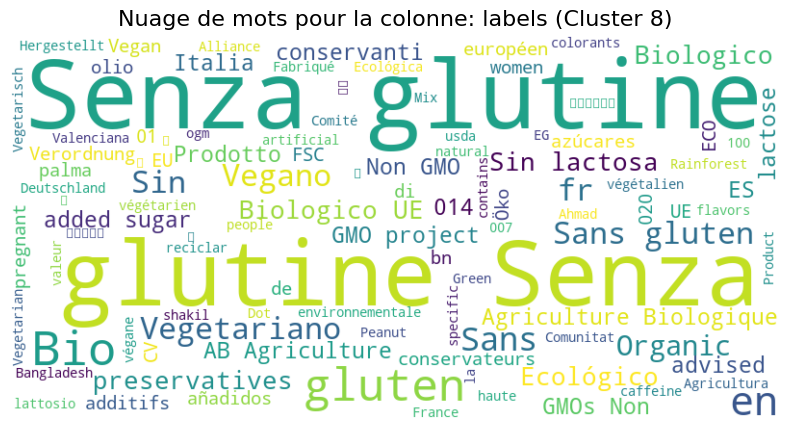 Nuage de mots pour la colonne: labels (Cluster 8)
Hergestellt Vegan Alliance conservanti européen colorants Biologico
olio Italia Fabriqué Ecológica women
Vegetarisch Senza glutine lactose
Mix
Valenciana 01 ogm Comité usda EG azúcares ECO 100
Verordnung EU Prodotto artificial FSC natural Non GMO Sin lactosa Rainforest
palma Sin Vegano di contains Öko fr végétalien ES
Deutschland végétarien Biologico UE 014 Ahmad 020 UE flavors
pregnant added sugar people GMO project 007 Sans gluten
valeur reciclar de bn Green Product
glutine Senza
Vegetarian végane shakil Dot environnementale specific Agriculture Biologique
Bio CV Vegetariano Peanut Sans Comunitat Organic
Bangladesh AB Agriculture conservateurs la advised
preservatives gluten Ecológico Agricultura
lattosio additifs añadidos France haute GMOs Non caffeine en